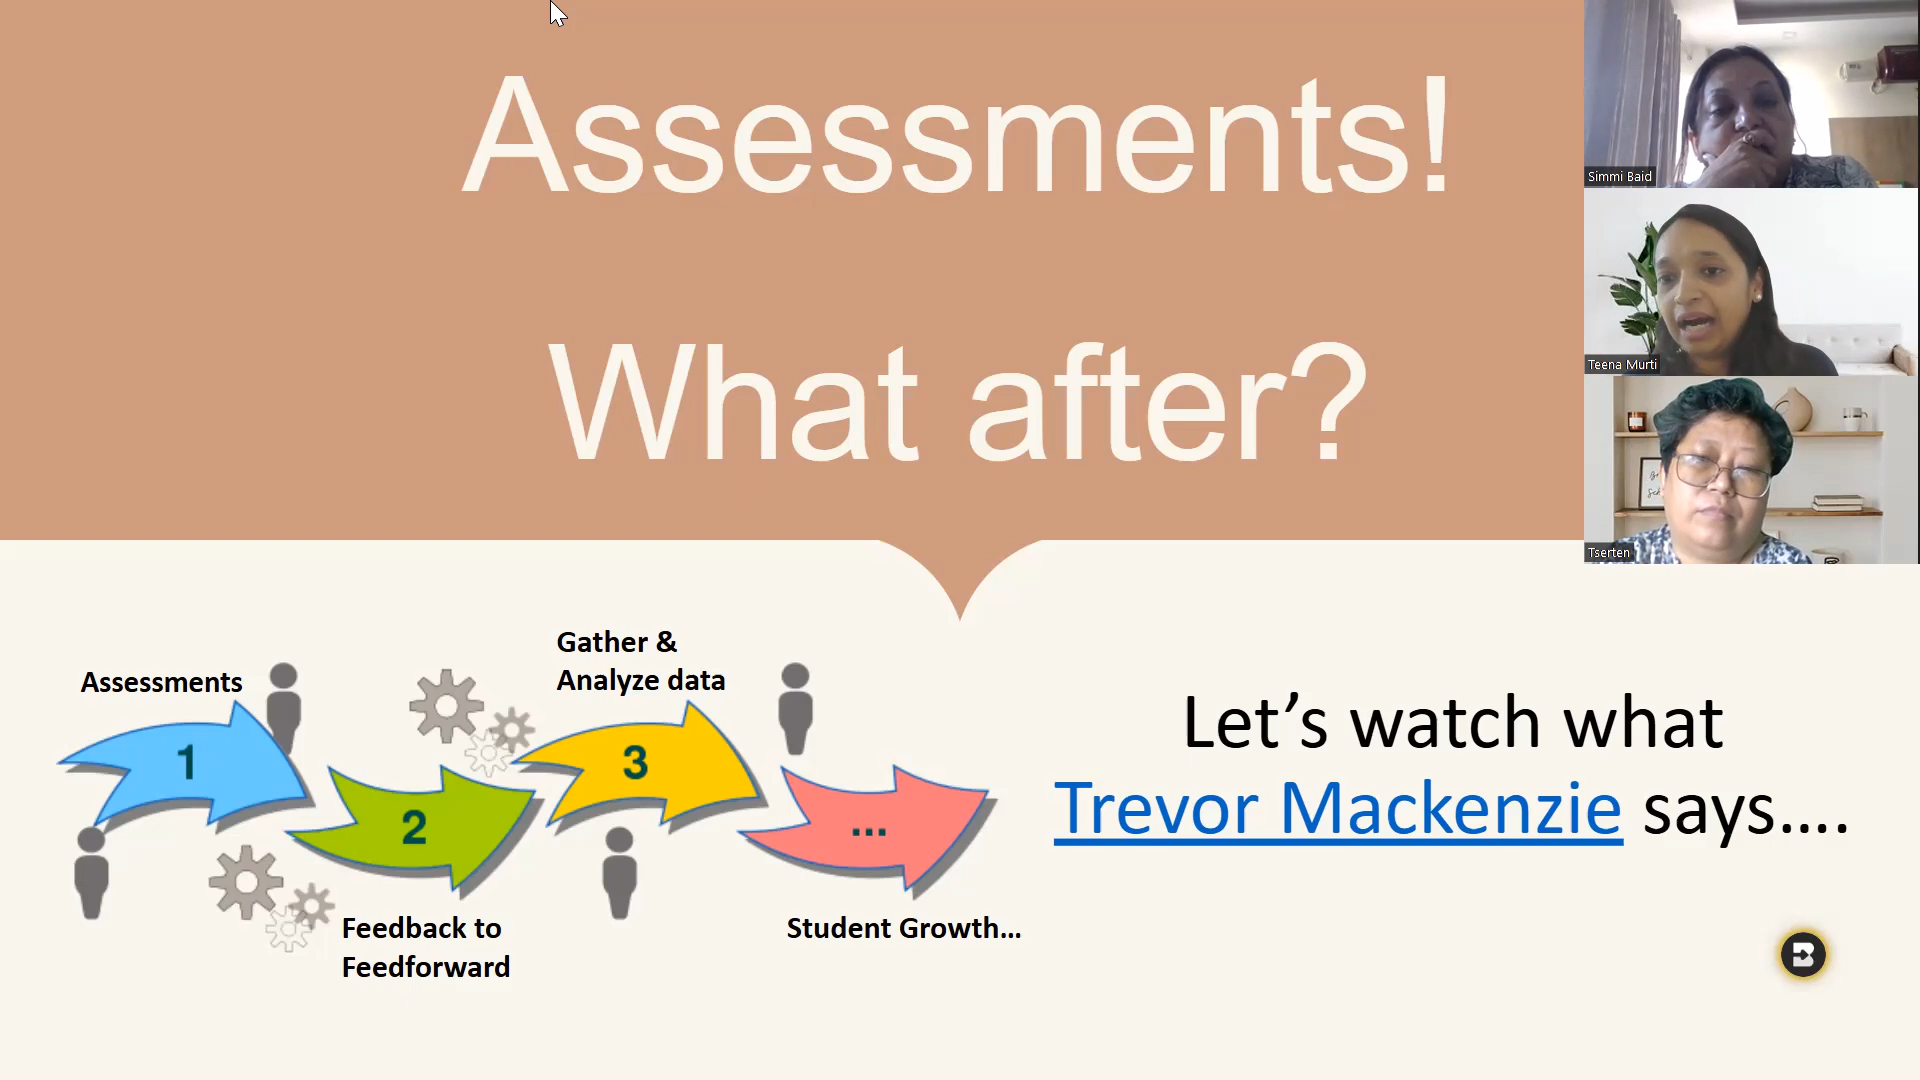 Assessments!
What after?
Simmi Baid
Teena Murti
Tserten
Assessments
1
2
Feedback to
Feedforward
Gather &
Analyze data
3
...
Student Growth...
Let’s watch what
Trevor Mackenzie says....
B